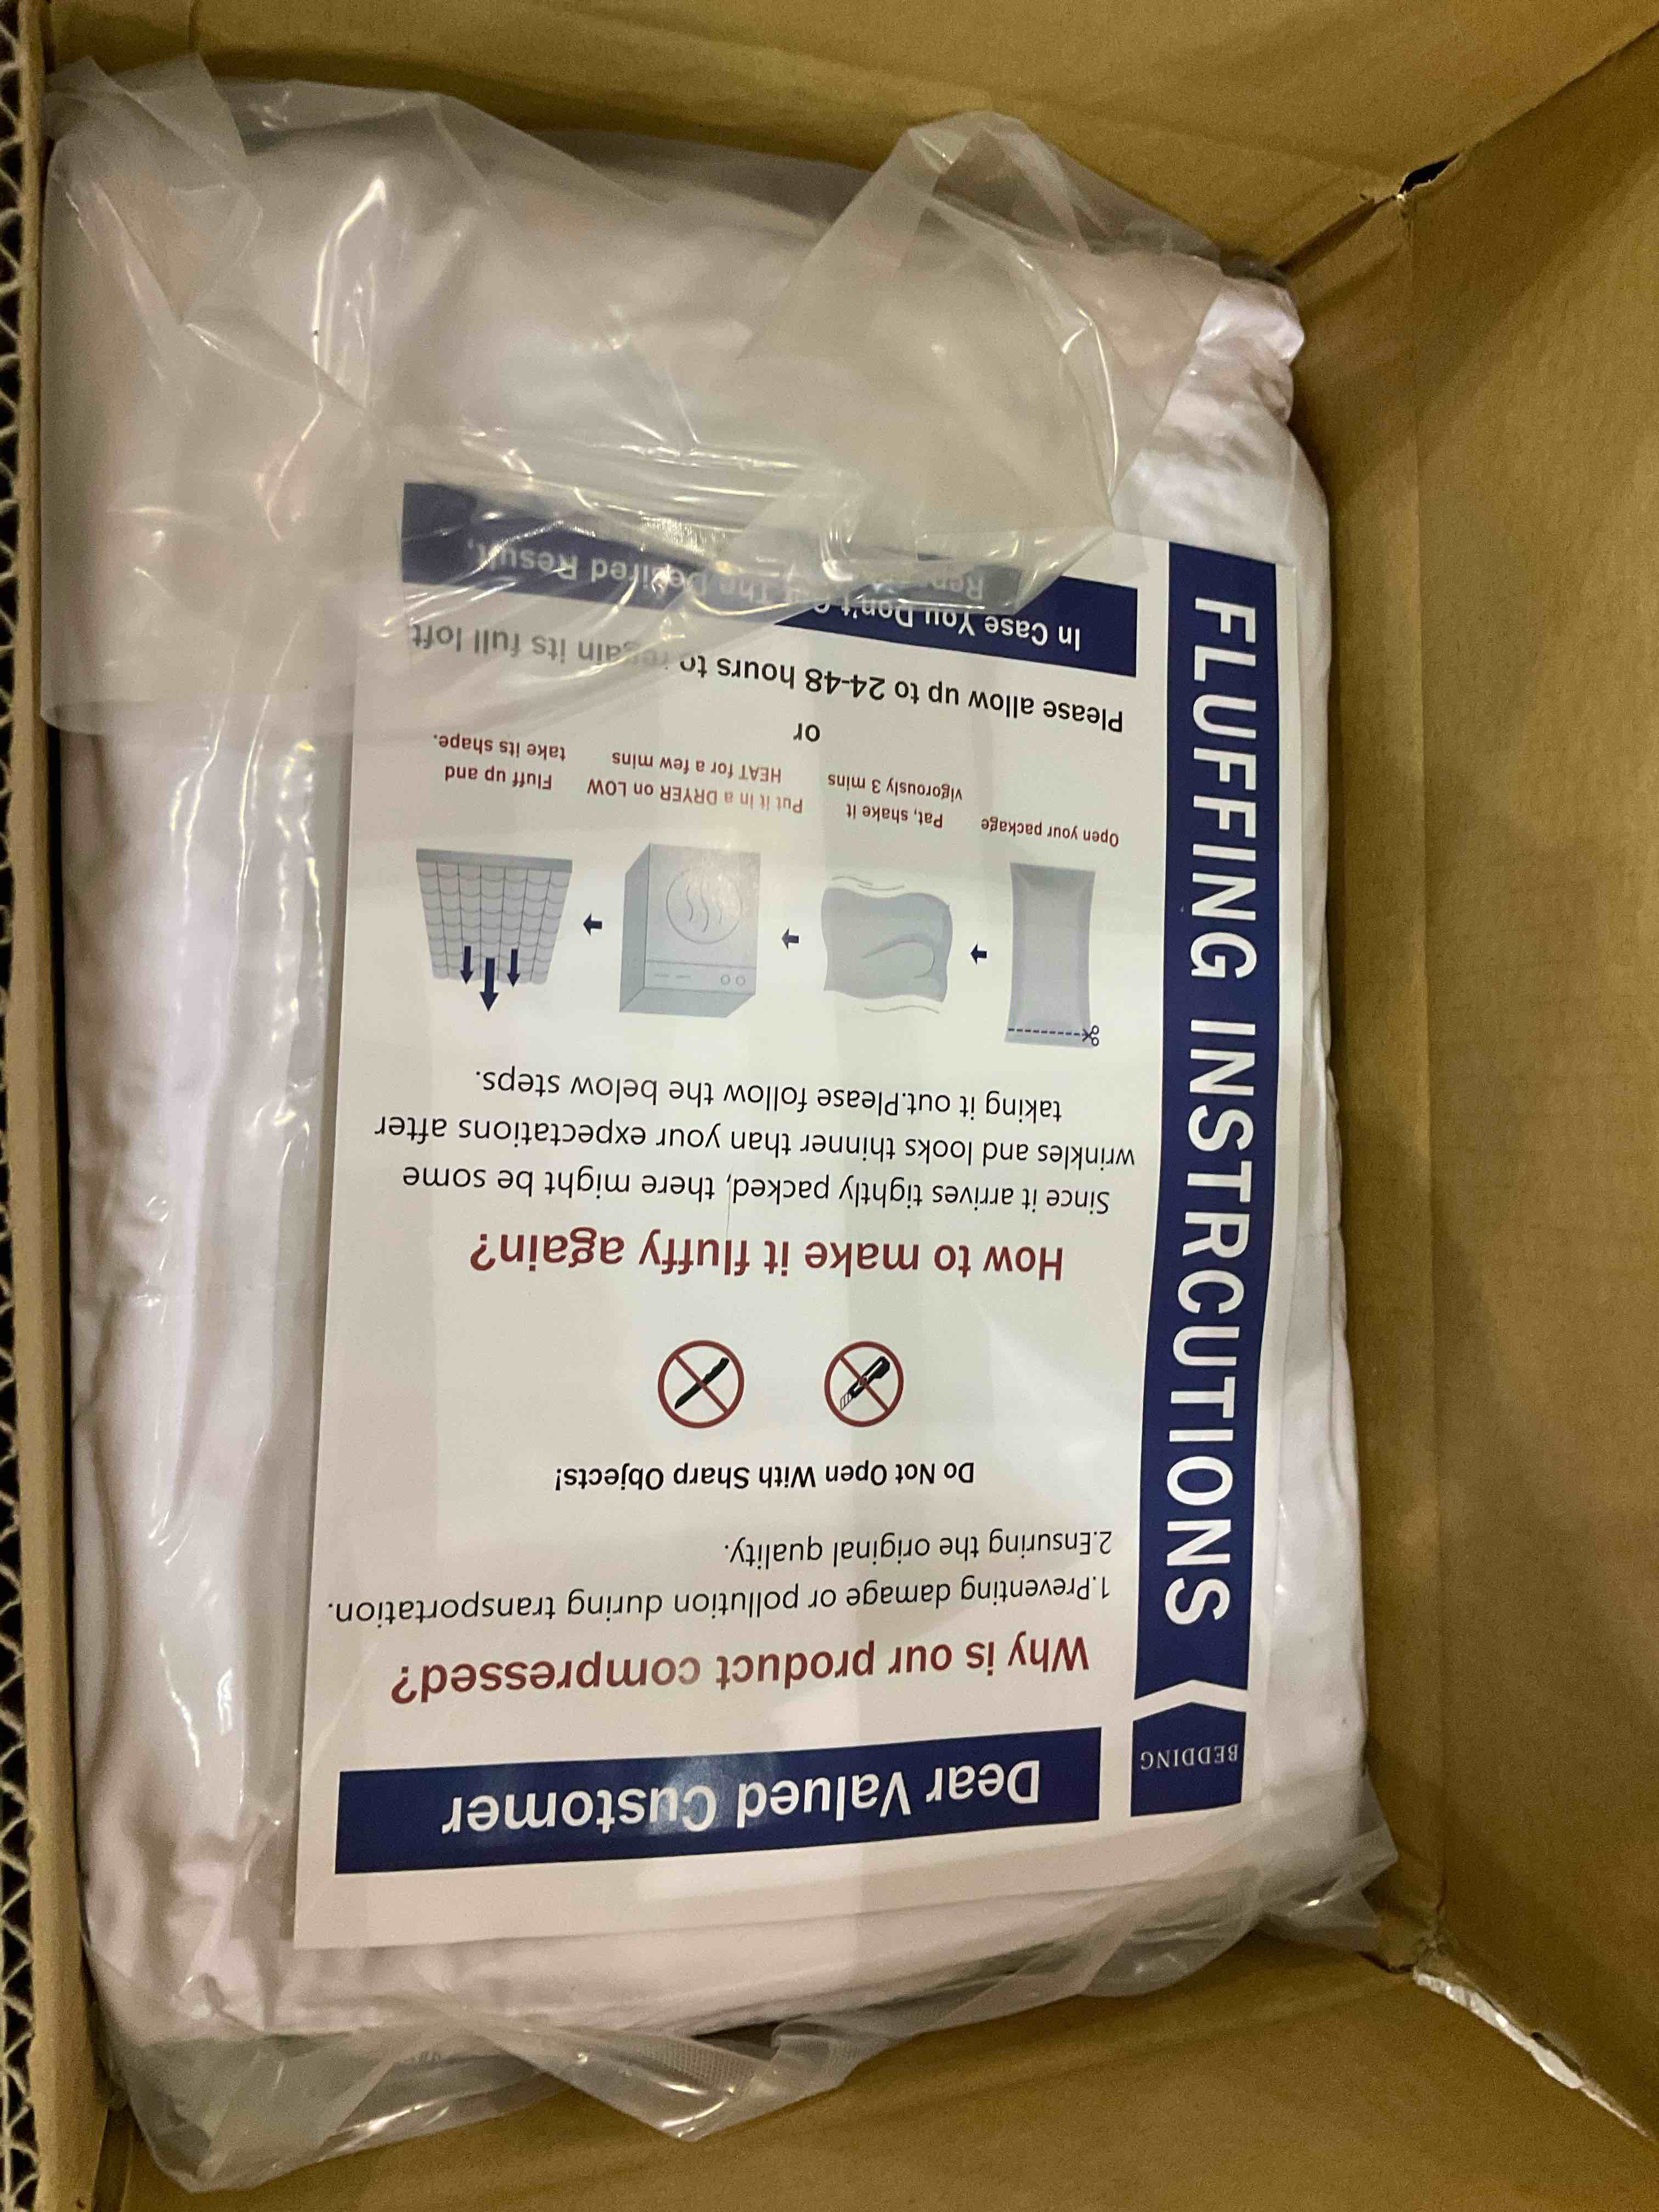 BEDDING
FLUFFING INSTRCUTIONS
Dear Valued Customer
Why is our product compressed?
1.Preventing damage or pollution during transportation.
2.Ensuring the original quality.
Do Not Open With Sharp Objects!
How to make it fluffy again?
Since it arrives tightly packed, there might be some
wrinkles and looks thinner than your expectations after
taking it out.Please follow the below steps.
Open your package
Pat, shake it
vigorously 3 mins
Put it in a DRYER on LOW
HEAT for a few mins
Fluff up and
take its shape.
or
Please allow up to 24-48 hours to regain its full loft
In Case You Don't The Desired Result,